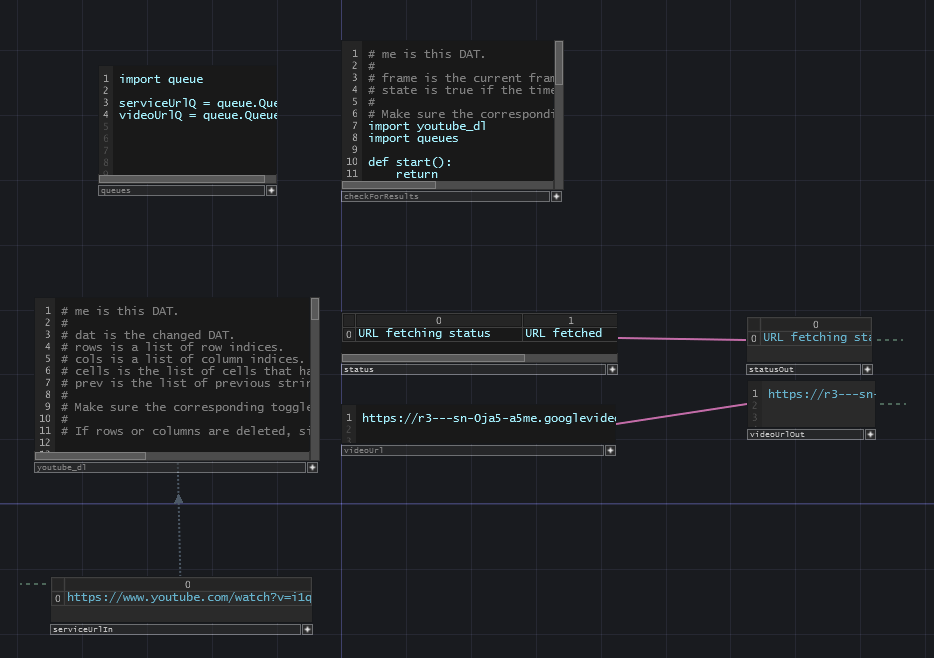 1 import queue
2
3 serviceUrlQ = queue.Que
4 videoUrlQ = queue.Queue
5
6
7
8
9
queues
1 # me is this DAT.
2 #
3 # frame is the current fram
4 # state is true if the time
5 #
6 # Make sure the correspondi
7 import youtube_dl
8 import queues
9
10 def start():
11 return
checkForResults
1 # me is this DAT.
2 #
3 # dat is the changed DAT.
4 # rows is a list of row indices.
5 # cols is a list of column indices.
6 # cells is the list of cells that ha
7 # prev is the list of previous strin
8 #
9 # Make sure the corresponding toggle
10 #
11 # If rows or columns are deleted, si
12
youtube_dl
0 1
0 URL fetching status URL fetched
status
0
0 URL fetching sta
statusOut
1 https://r3---sn-0ja5-a5me.googlevideo
2
3
videoUrl
1 https://r3---sn-
2
3
videoUrlOut
0
0 https://www.youtube.com/watch?v=i1q
serviceUrlIn